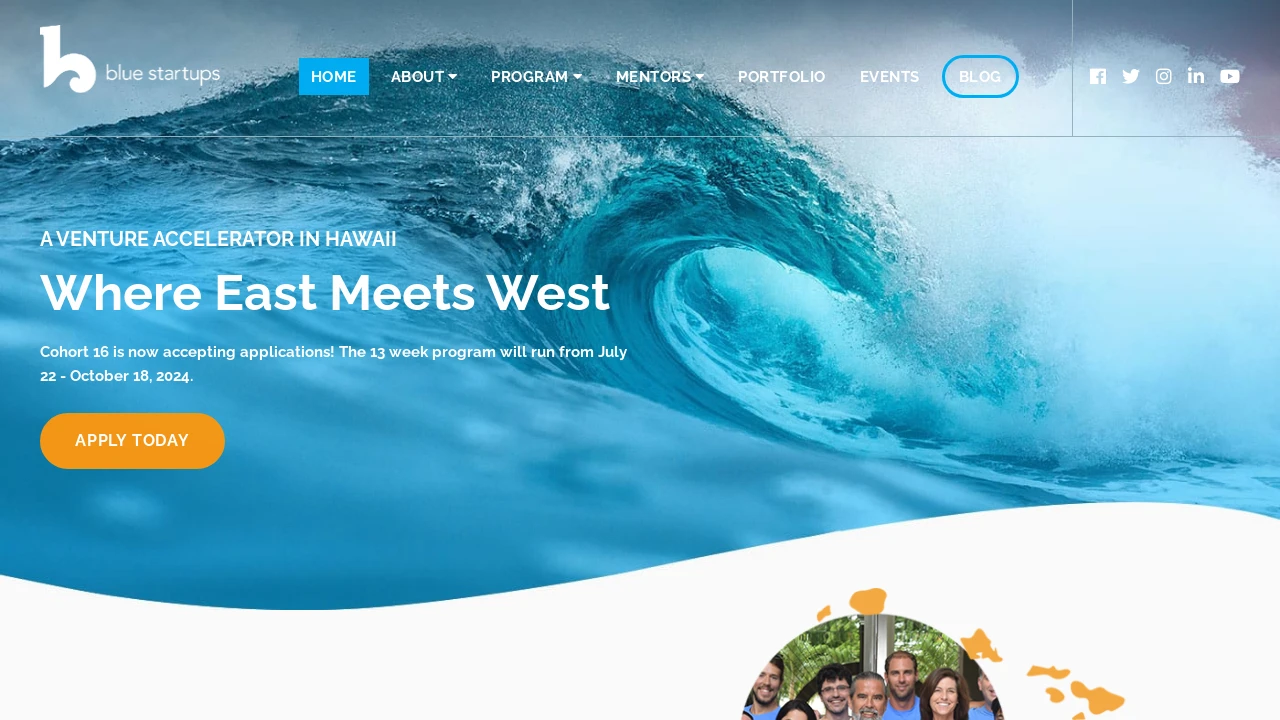 blue startups
HOME
ABOUT
PROGRAM
MENTORS
PORTFOLIO
EVENTS
BLOG
A VENTURE ACCELERATOR IN HAWAII
Where East Meets West
Cohort 16 is now accepting applications! The 13 week program will run from July
22 - October 18, 2024.
APPLY TODAY